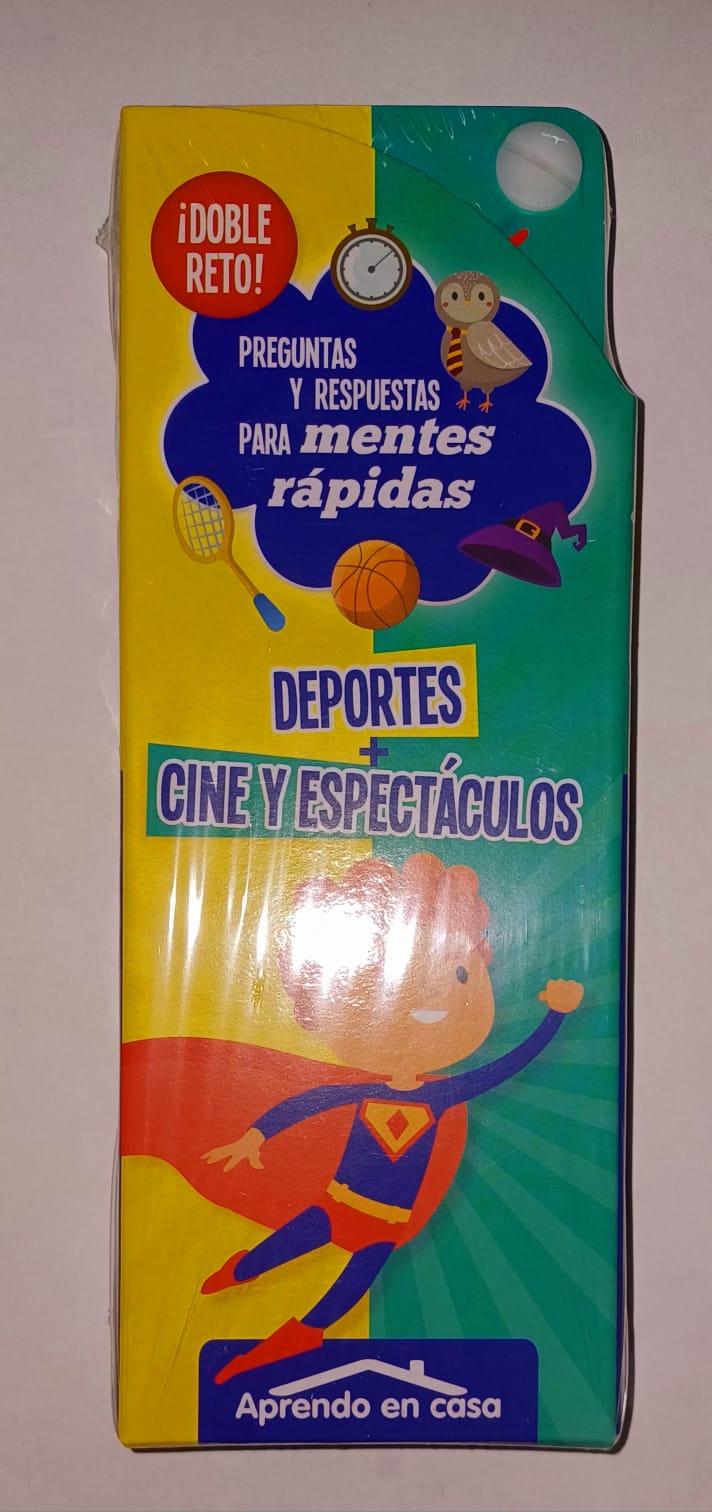 ¡DOBLE
RETO!
PREGUNTAS
Y RESPUESTAS
PARA mentes
rápidas
DEPORTES
+
CINE Y ESPECTÁCULOS
Aprendo en casa